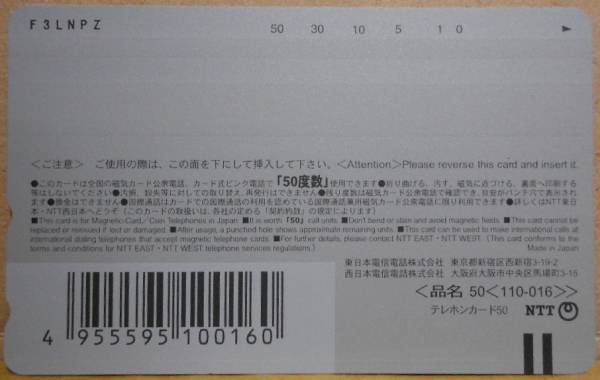 F3LNPZ 50 30 10 5 1 0
<ご注意> ご使用の際は、この面を下にして挿入して下さい。<Attention>Please reverse this card and insert it.
●このカードは全国の磁気カード公衆電話、カード式ピンク電話で「50度数」使用できます●折り曲げる、汚す、磁気に近づける、裏面へ印刷する
等はしないでください●汚損、紛失等に対しての取り替え、再発行はできません●残り度数は磁気カード公衆電話で確認でき、目安がパンチ穴で表示されま
す●換金はできません●国際通話はカードでの国際通話の利用を認めている国際通話兼用磁気カード公衆電話に限り利用できます●詳しくはNTT東日
本・NTT西日本へどうぞ（このカードの取扱いは、各社の定める「契約約款」の規定によります）
■This card is for Magnetic-Card／Coin Telephones in Japan.■It is worth「50」call units. ■Don't bend or stain and avoid magnetic fields. ■This card cannot be
replaced or reissued if lost or damaged. ■After usage, a punched hole shows approximate remaining units. ■This card can be used to make international calls at
international dialing telephones that accept magnetic telephone cards. ■For further details, please contact NTT EAST・NTT WEST (This card conforms to the
terms and conditions for NTT EAST・NTT WEST telephone services regulations). Made in Japan
東日本電信電話株式会社 東京都新宿区西新宿3-19-2
西日本電信電話株式会社 大阪府大阪市中央区馬場町3-15
<品名 50<110-016>>
テレホンカード50 NTT
4 955595 100160